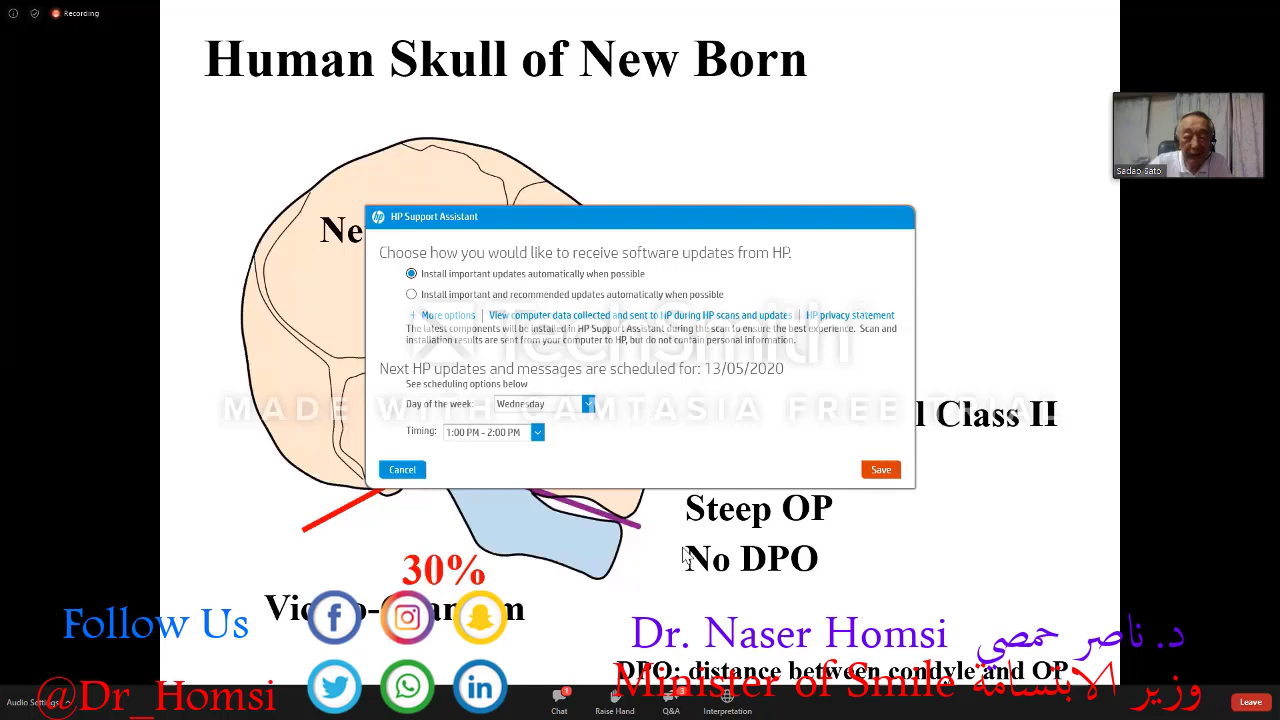 Recording
Human Skull of New Born
Sadao Sato
HP Support Assistant
Choose how you would like to receive software updates from HP.
Install important updates automatically when possible
Install important and recommended updates automatically when possible
+ More options | View computer data collected and sent to HP during HP scans and updates | HP privacy statement
The latest components will be installed in HP Support Assistant during the scan to ensure the best experience. Scan and
installation results are sent from your computer to HP, but do not contain personal information.
TechSmith
Next HP updates and messages are scheduled for: 13/05/2020
See scheduling options below
Day of the week: Wednesday
MADE WITH CAMTASIA FREE TRIAL
l Class II
Timing: 1:00 PM - 2:00 PM
Cancel
Save
Steep OP
No DPO
30%
Follow Us
Dr. Naser Homsi د. ناصر حمصي
DPO: distance between condyle and OP
@Dr_Homsi
Minister of Smile وزير الابتسامة
Audio Settings
Chat
1
Raise Hand
Q&A
3
Interpretation
Leave